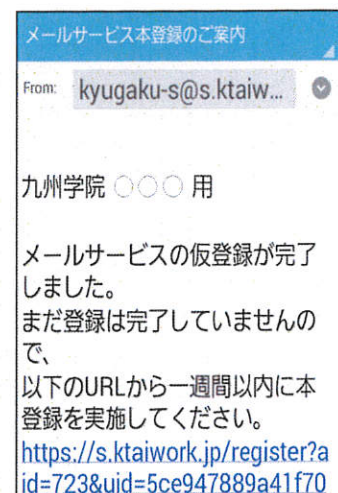 メールサービス本登録のご案内
From: kyugaku-s@s.ktaiw...
九州学院 ○○○ 用
メールサービスの仮登録が完了
しました。
まだ登録は完了していませんの
で、
以下のURLから一週間以内に本
登録を実施してください。
https://s.ktaiwork.jp/register?a
id=723&uid=5ce947889a41f70